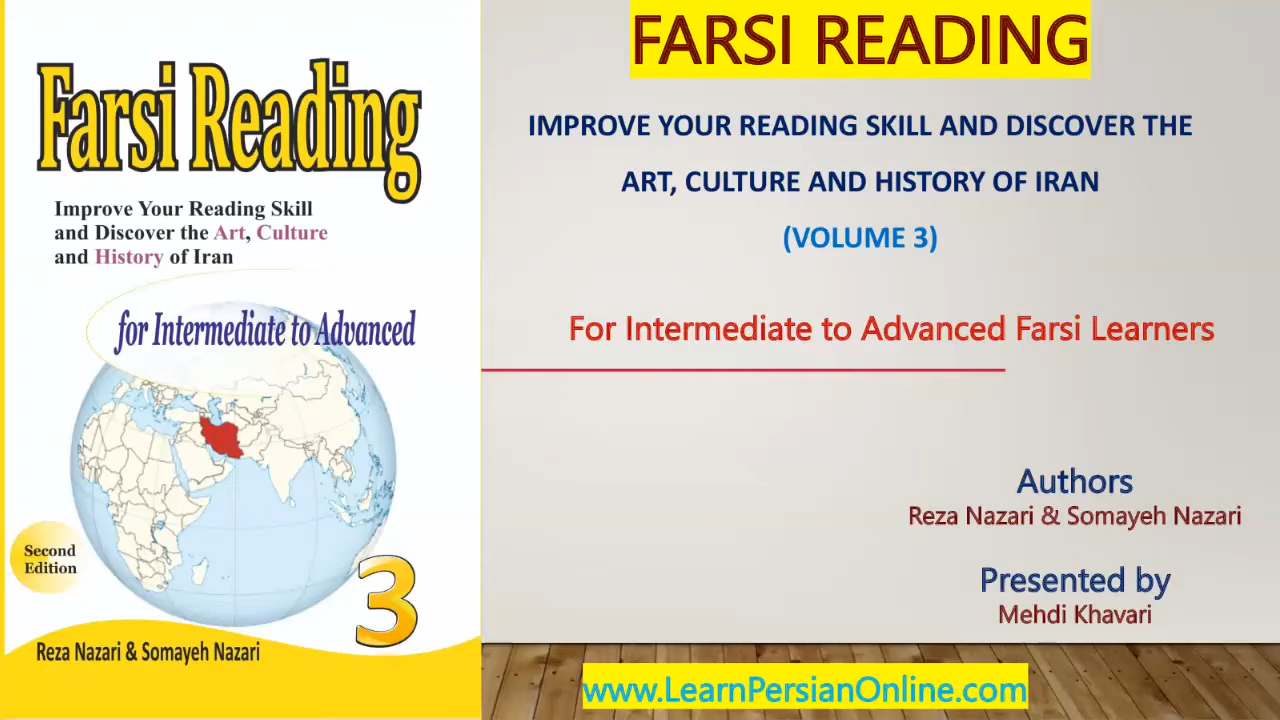 Farsi Reading
Improve Your Reading Skill
and Discover the Art, Culture
and History of Iran
for Intermediate to Advanced
Second
Edition
3
Reza Nazari & Somayeh Nazari
FARSI READING
IMPROVE YOUR READING SKILL AND DISCOVER THE
ART, CULTURE AND HISTORY OF IRAN
(VOLUME 3)
For Intermediate to Advanced Farsi Learners
Authors
Reza Nazari & Somayeh Nazari
Presented by
Mehdi Khavari
www.LearnPersianOnline.com